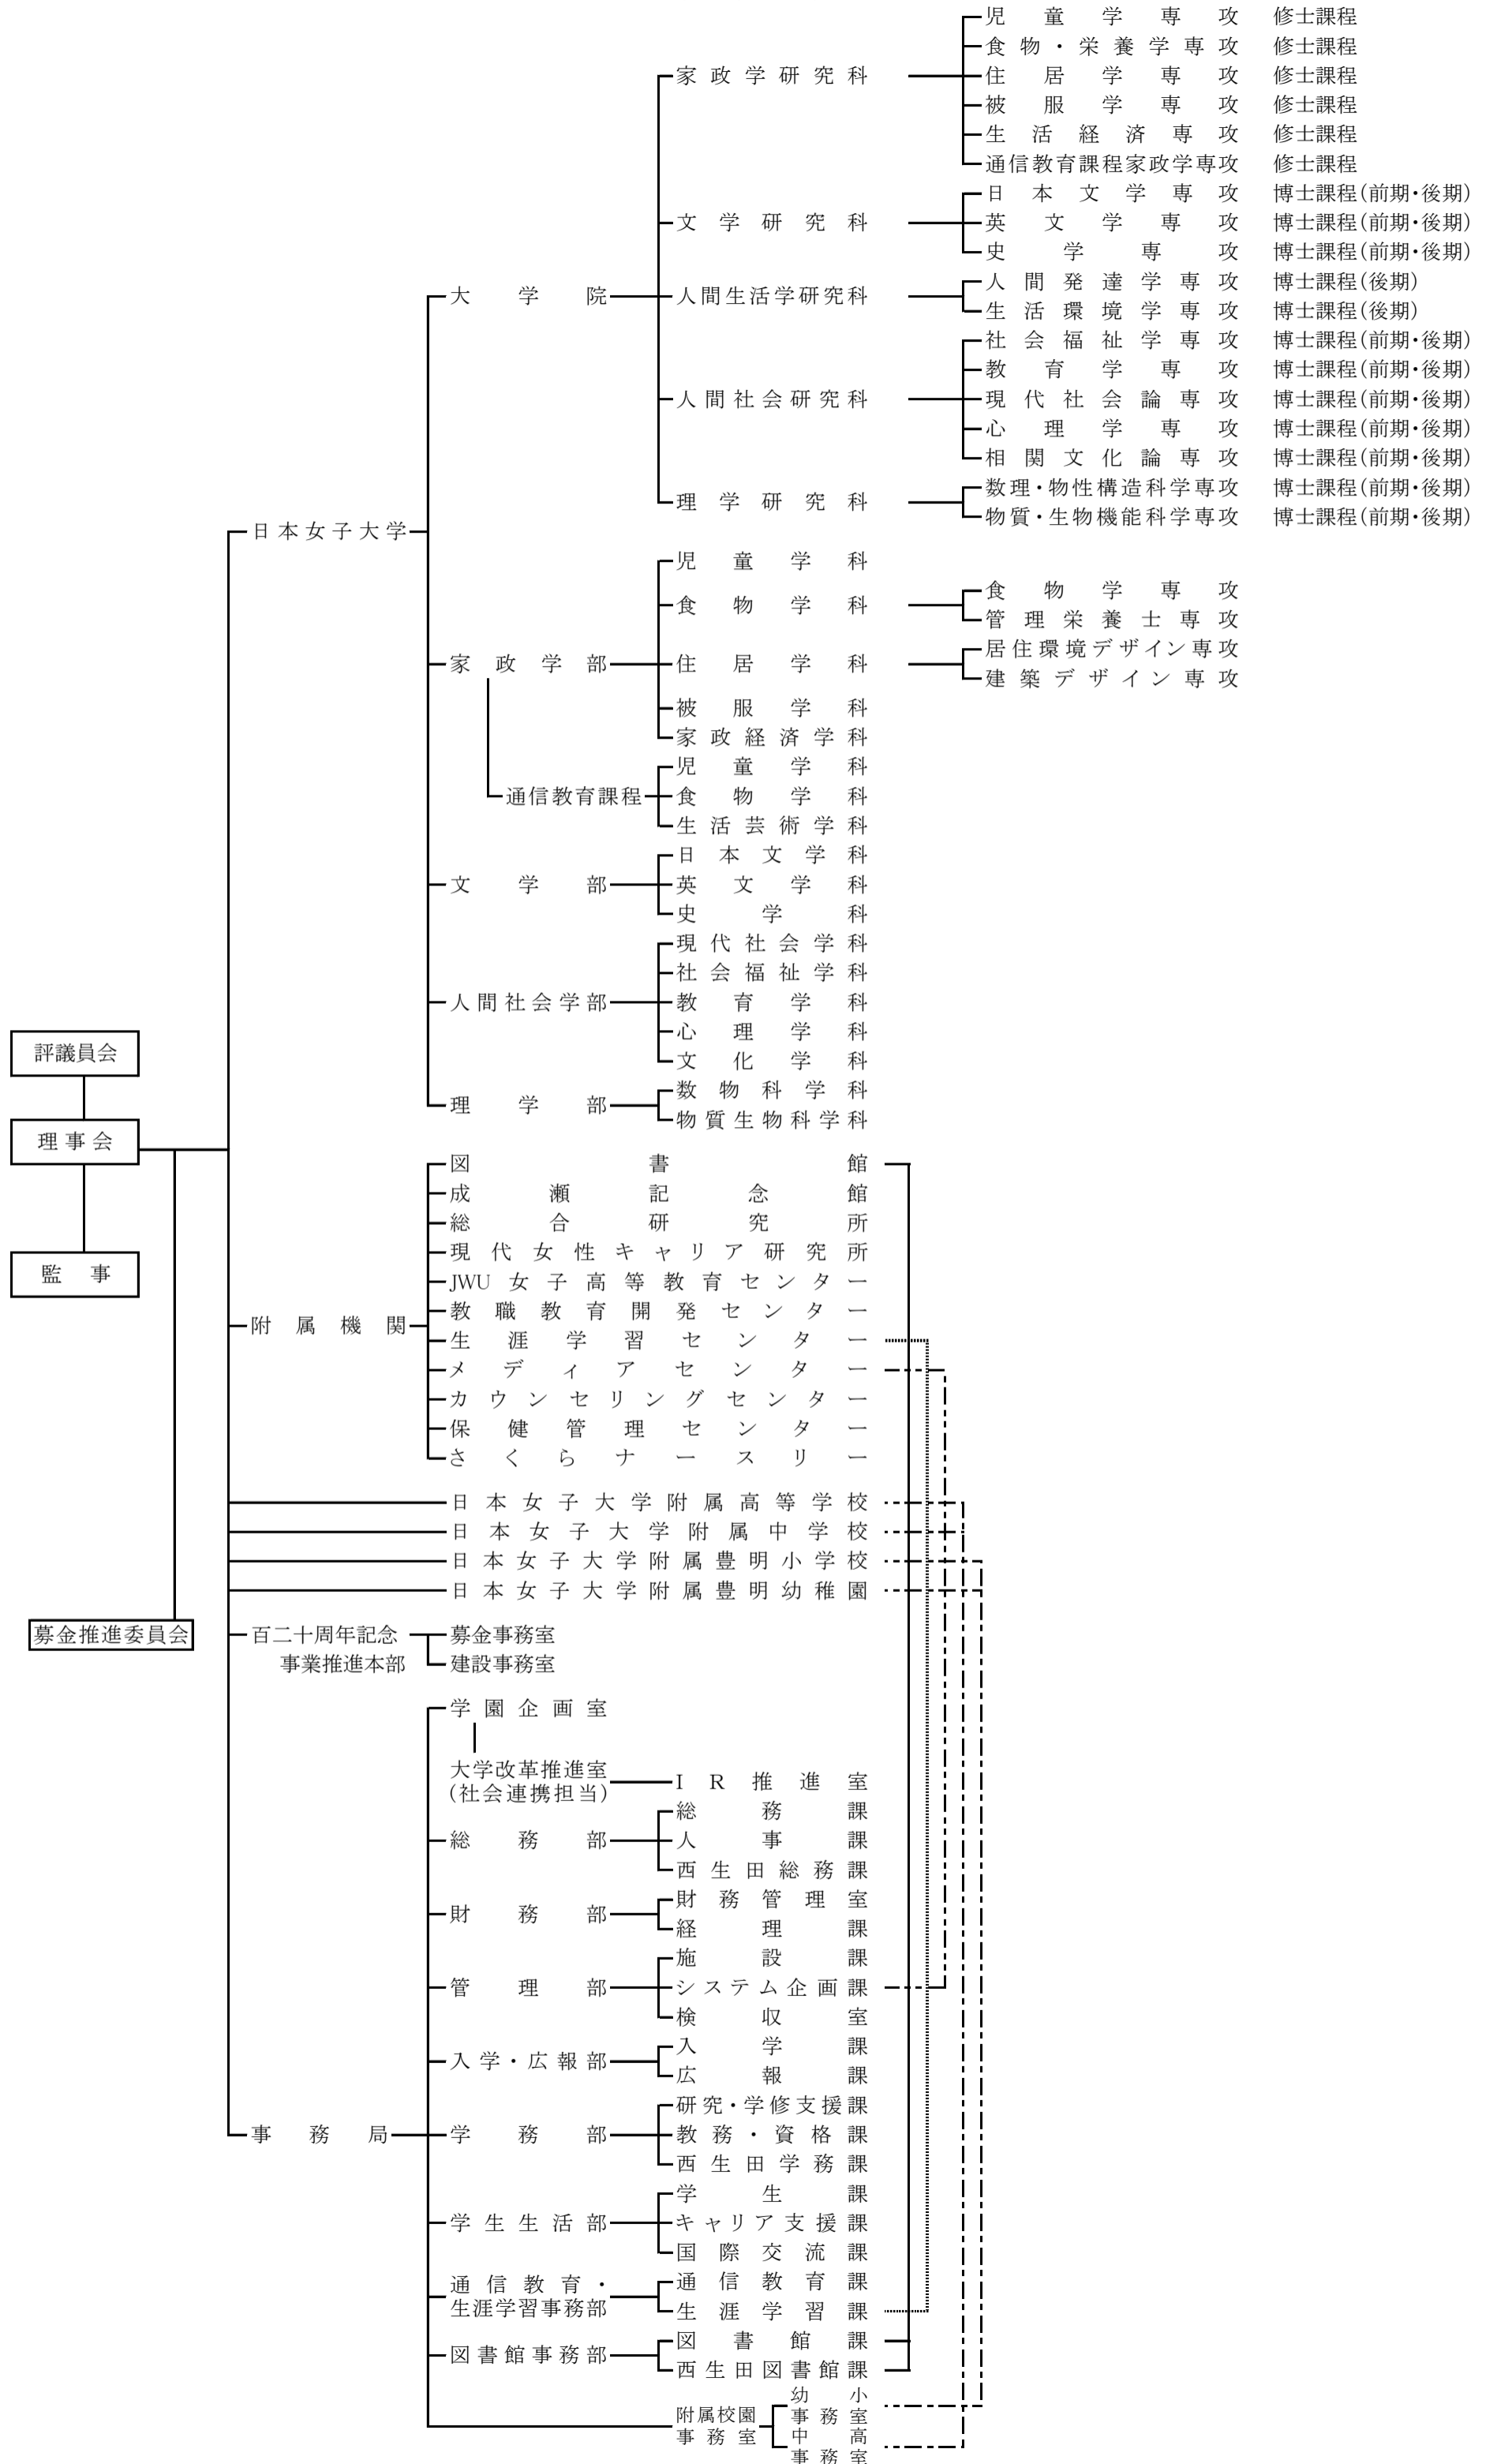 児童学専攻 修士課程
食物・栄養学専攻 修士課程
家政学研究科 住居学専攻 修士課程
被服学専攻 修士課程
生活経済専攻 修士課程
通信教育課程家政学専攻 修士課程
日本文学専攻 博士課程(前期・後期)
文学研究科 英文学専攻 博士課程(前期・後期)
史学専攻 博士課程(前期・後期)
人間発達学専攻 博士課程(後期)
大学院 人間生活学研究科
生活環境学専攻 博士課程(後期)
社会福祉学専攻 博士課程(前期・後期)
教育学専攻 博士課程(前期・後期)
人間社会研究科 現代社会論専攻 博士課程(前期・後期)
心理学専攻 博士課程(前期・後期)
相関文化論専攻 博士課程(前期・後期)
数理・物性構造科学専攻 博士課程(前期・後期)
理学研究科
物質・生物機能科学専攻 博士課程(前期・後期)
日本女子大学
児童学科
食物学専攻
食物学科
管理栄養士専攻
居住環境デザイン専攻
家政学部 住居学科
建築デザイン専攻
被服学科
家政経済学科
児童学科
通信教育課程 食物学科
生活芸術学科
日本文学科
文学部 英文学科
史学科
現代社会学科
社会福祉学科
人間社会学部 教育学科
心理学科
文化学科
評議員会
数物科学科
理学部
物質生物科学科
理事会
図書館
成瀬記念館
総合研究所
現代女性キャリア研究所
監事
JWU女子高等教育センター
教職教育開発センター
附属機関
生涯学習センター
メディアセンター
カウンセリングセンター
保健管理センター
さくらナースリー
日本女子大学附属高等学校
日本女子大学附属中学校
日本女子大学附属豊明小学校
日本女子大学附属豊明幼稚園
募金推進委員会
百二十周年記念 募金事務室
事業推進本部 建設事務室
学園企画室
大学改革推進室
(社会連携担当)
IR推進室
総務課
総務部 人事課
西生田総務課
財務管理室
財務部
経理課
施設課
管理部 システム企画課
検収室
入学課
入学・広報部
広報課
研究・学修支援課
事務局 学務部 教務・資格課
西生田学務課
学生課
学生生活部 キャリア支援課
国際交流課
通信教育・ 通信教育課
生涯学習事務部 生涯学習課
図書館課
図書館事務部
西生田図書館課
幼小
附属校園 事務室
事務室 中高
事務室